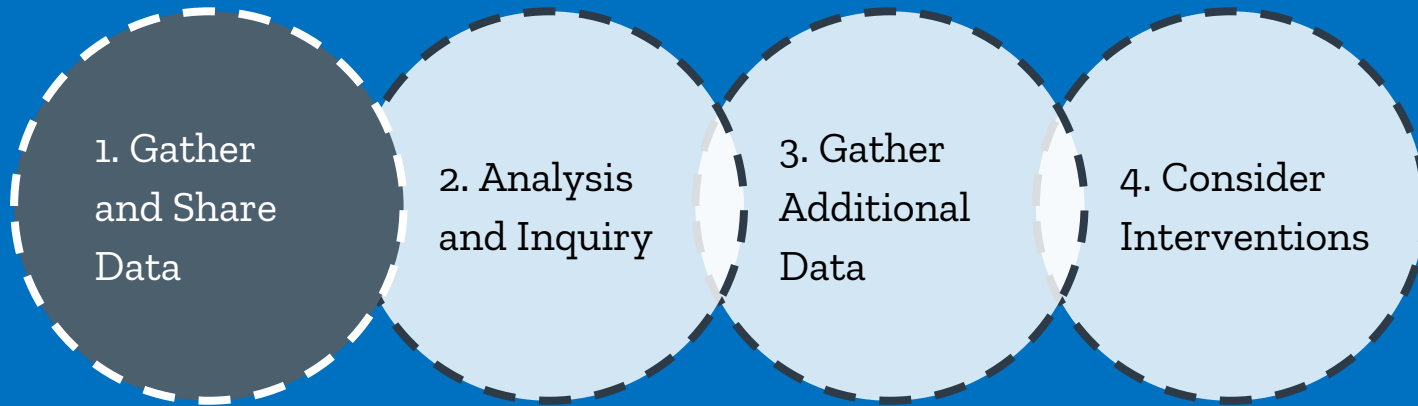 1. Gather
and Share
Data
2. Analysis
and Inquiry
3. Gather
Additional
Data
4. Consider
Interventions